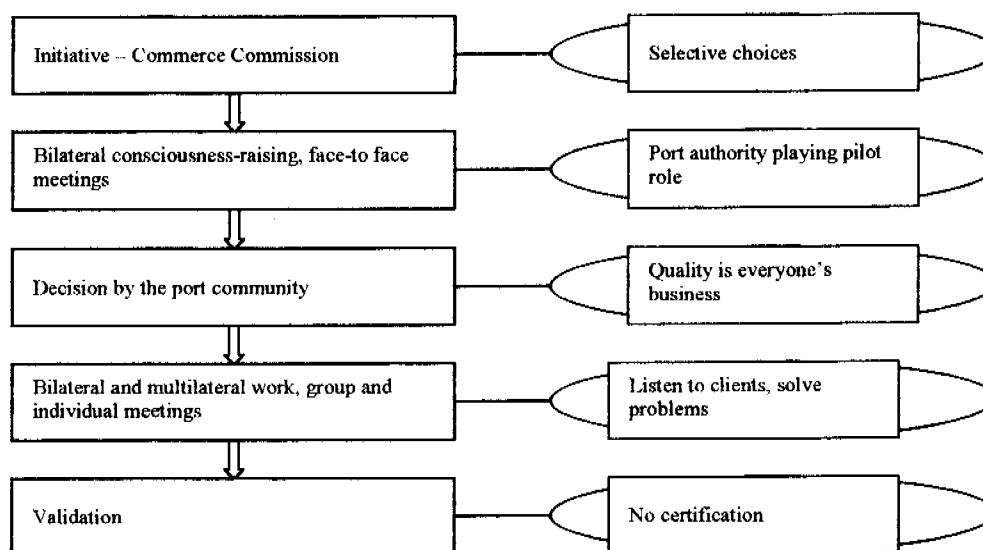 Initiative – Commerce Commission
Selective choices
Bilateral consciousness-raising, face-to face
meetings
Port authority playing pilot
role
Decision by the port community
Quality is everyone's
business
Bilateral and multilateral work, group and
individual meetings
Listen to clients, solve
problems
Validation
No certification